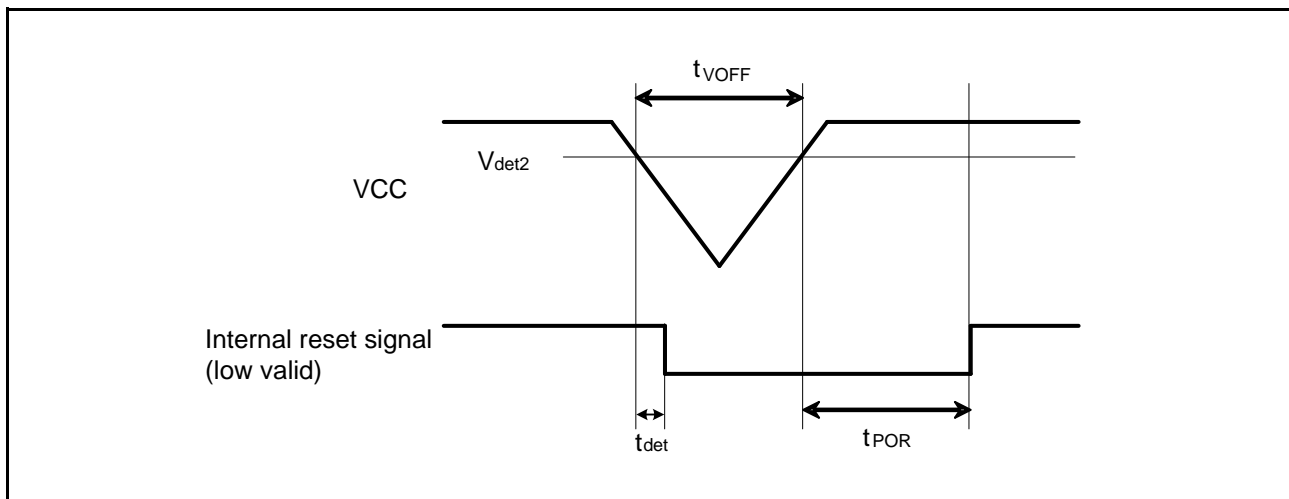 tVOFF
Vdet2
VCC
Internal reset signal
(low valid)
tdet
tPOR